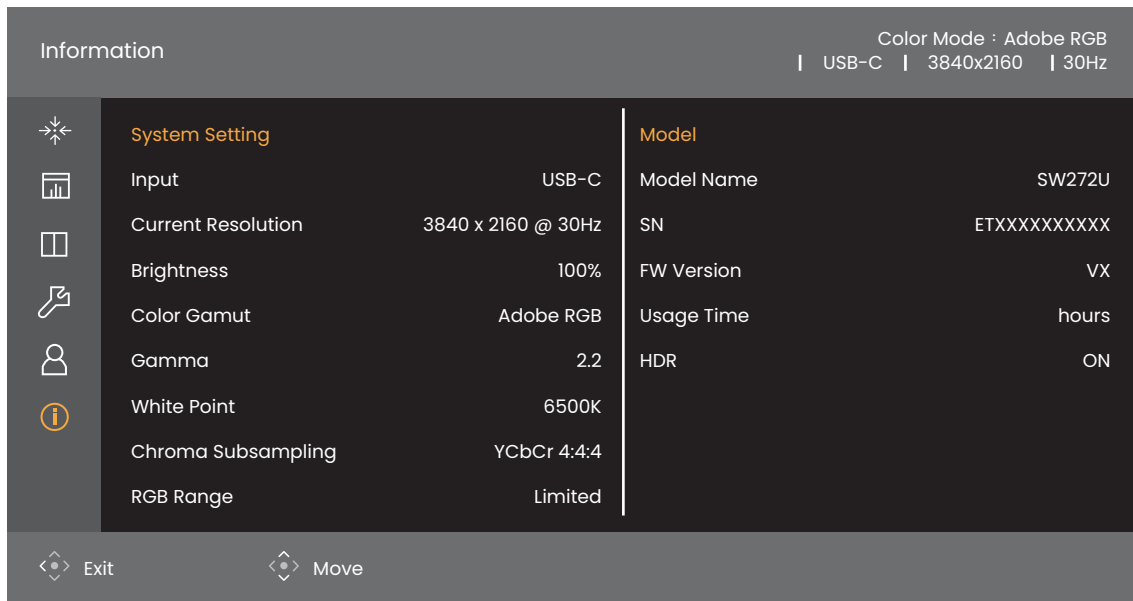 Information
Color Mode：Adobe RGB
| USB-C | 3840x2160 | 30Hz
System Setting
Input USB-C
Current Resolution 3840 x 2160 @ 30Hz
Brightness 100%
Color Gamut Adobe RGB
Gamma 2.2
White Point 6500K
Chroma Subsampling YCbCr 4:4:4
RGB Range Limited
Model
Model Name SW272U
SN ETXXXXXXXXXX
FW Version VX
Usage Time hours
HDR ON
Exit Move